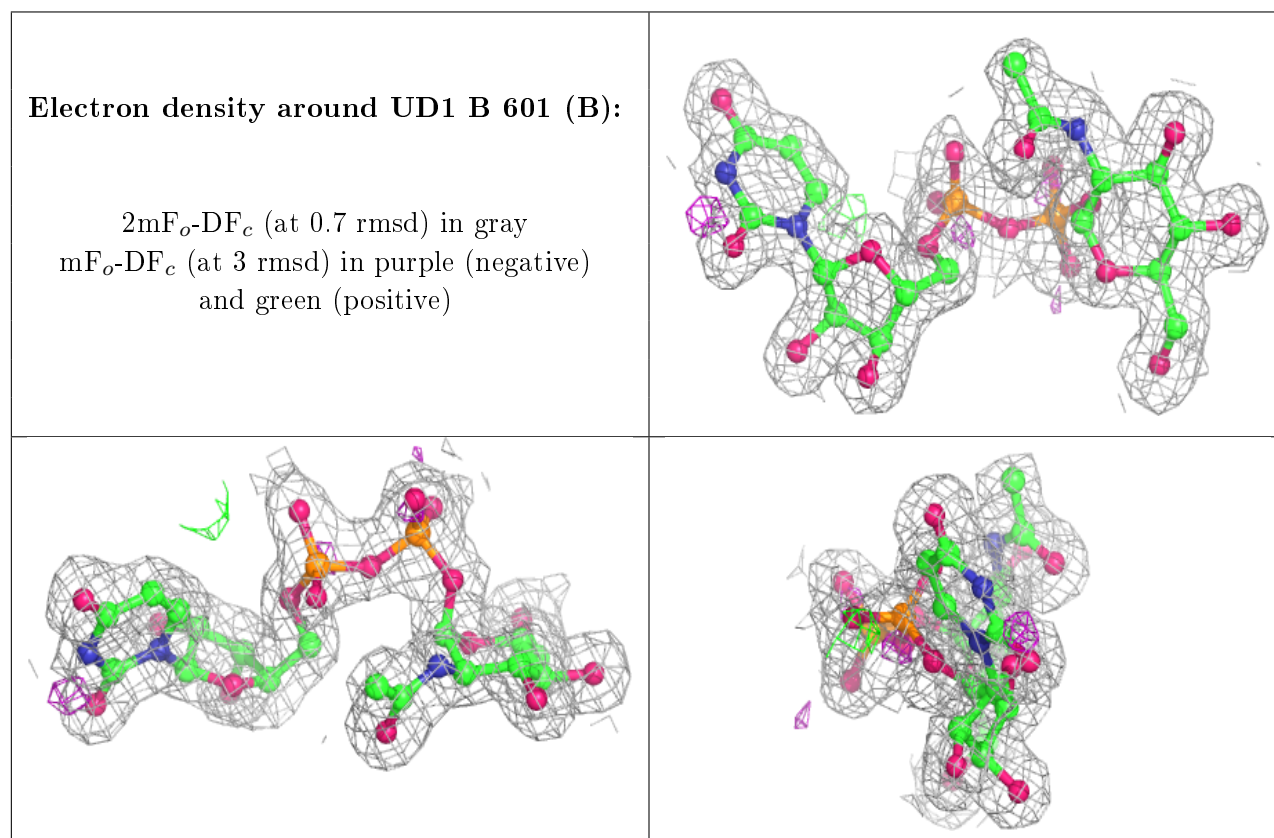 Electron density around UD1 B 601 (B):
2mFₒ-DF𝒸 (at 0.7 rmsd) in gray
mFₒ-DF𝒸 (at 3 rmsd) in purple (negative)
and green (positive)